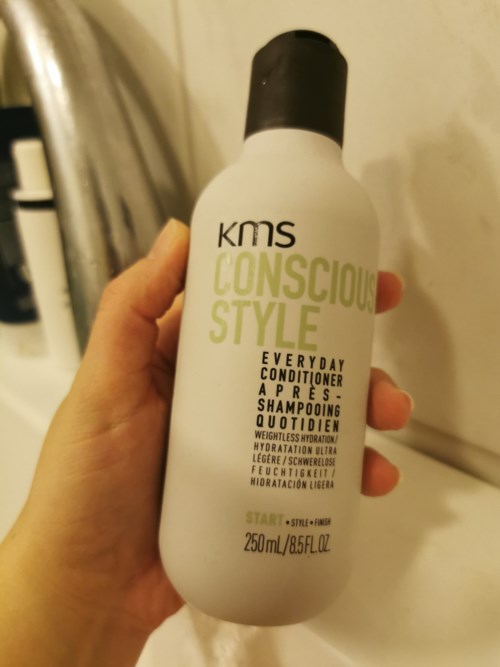 KMS
CONSCIOUS
STYLE
EVERYDAY
CONDITIONER
APRÈS-
SHAMPOOING
QUOTIDIEN
WEIGHTLESS HYDRATION /
HYDRATATION ULTRA
LÉGÈRE / SCHWERELOSE
FEUCHTIGKEIT /
HIDRATACIÓN LIGERA
START • STYLE • FINISH
250 mL/8.5 FL.OZ.